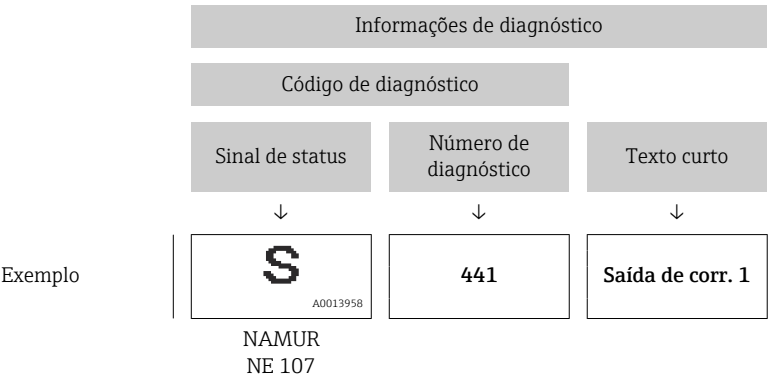 Informações de diagnóstico
Código de diagnóstico
Sinal de status
Número de
diagnóstico
Texto curto
↓ ↓ ↓
Exemplo
S
A0013958
441
Saída de corr. 1
NAMUR
NE 107